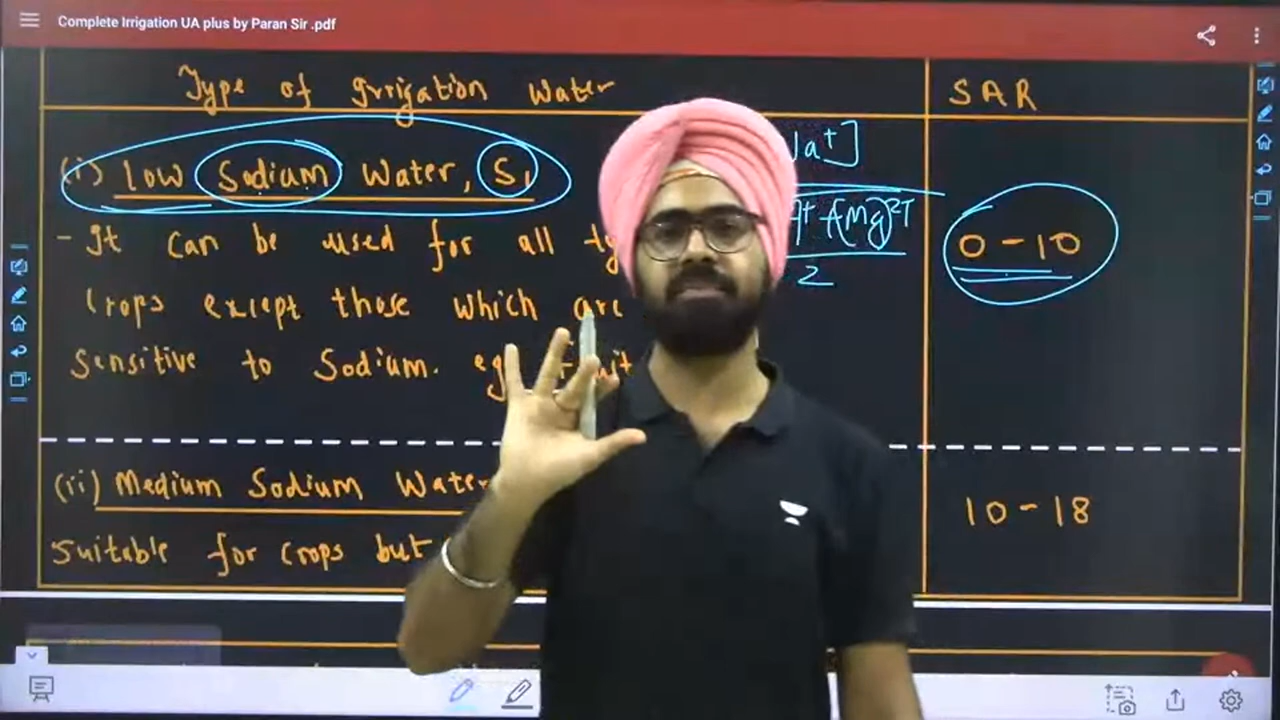 Complete Irrigation UA plus by Paran Sir .pdf
Type of Irrigation Water
SAR
(i) Low Sodium Water, S1
- It can be used for all
crops except those which are
sensitive to Sodium. eg
0 - 10
2
(ii) Medium Sodium Water
Suitable for crops but
10 - 18